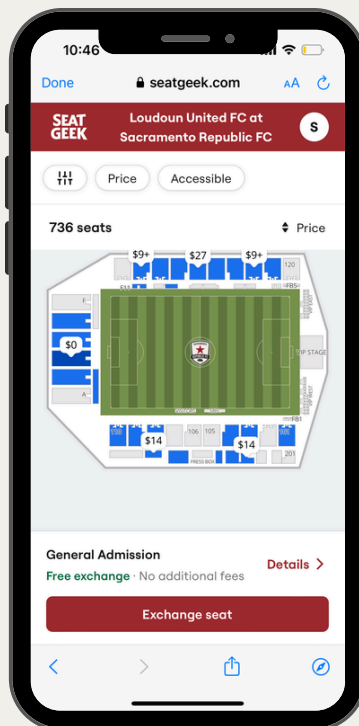 10:46
Done
seatgeek.com
AA
SEAT
GEEK
Loudoun United FC at
Sacramento Republic FC
S
Price
Accessible
736 seats
Price
$9+
$27
$9+
120
F
$0
VIP STAGE
A
FB1
106
105
$14
$14
PRESS BOX
201
General Admission
Free exchange · No additional fees
Details
Exchange seat